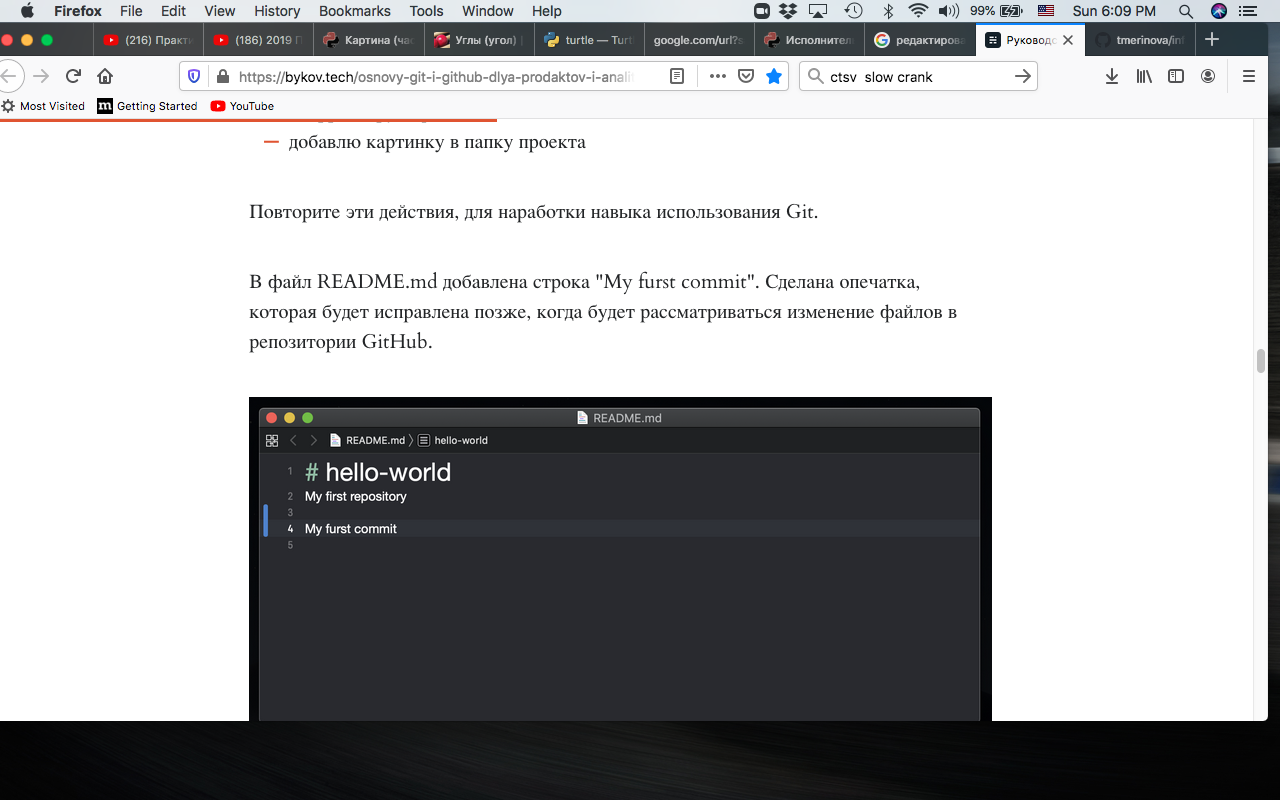 Firefox File Edit View History Bookmarks Tools Window Help 99% Sun 6:09 PM
(216) Практи (186) 2019 П Картина (час Углы (угол) turtle — Turt google.com/url?s Исполнитель редактирова Руководс tmerinova/inf
https://bykov.tech/osnovy-git-i-github-dlya-prodaktov-i-anali ctsv slow crank
Most Visited Getting Started YouTube
— добавлю картинку в папку проекта
Повторите эти действия, для наработки навыка использования Git.
В файл README.md добавлена строка "My furst commit". Сделана опечатка,
которая будет исправлена позже, когда будет рассматриваться изменение файлов в
репозитории GitHub.
README.md
README.md hello-world
1 # hello-world
2 My first repository
3
4 My furst commit
5